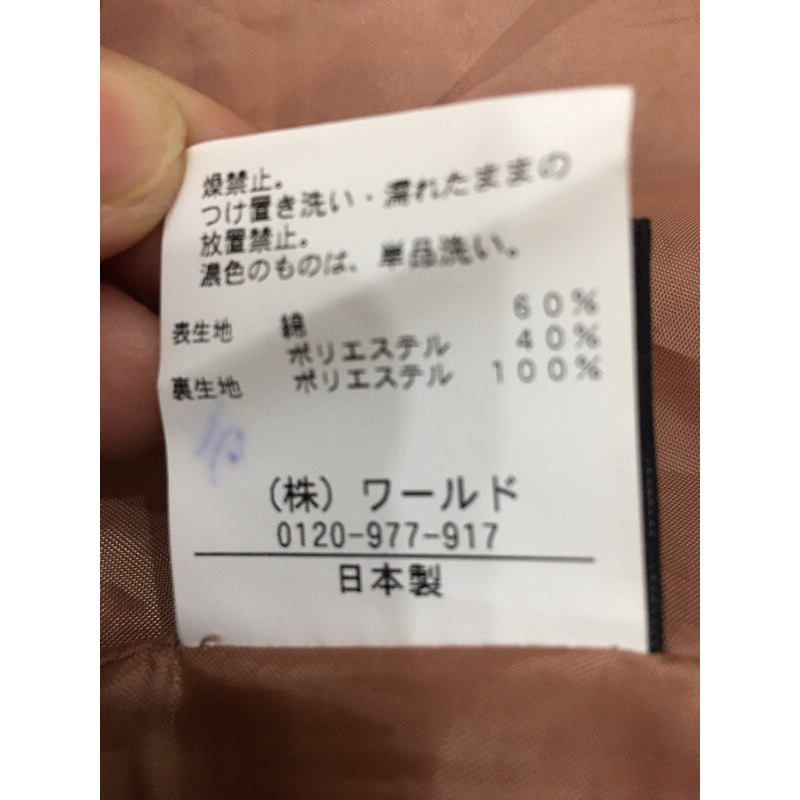 燥禁止。
つけ置き洗い・濡れたままの
放置禁止。
濃色のものは、単品洗い。
表生地 綿 60%
ポリエステル 40%
裏生地 ポリエステル 100%
(株)ワールド
0120-977-917
日本製